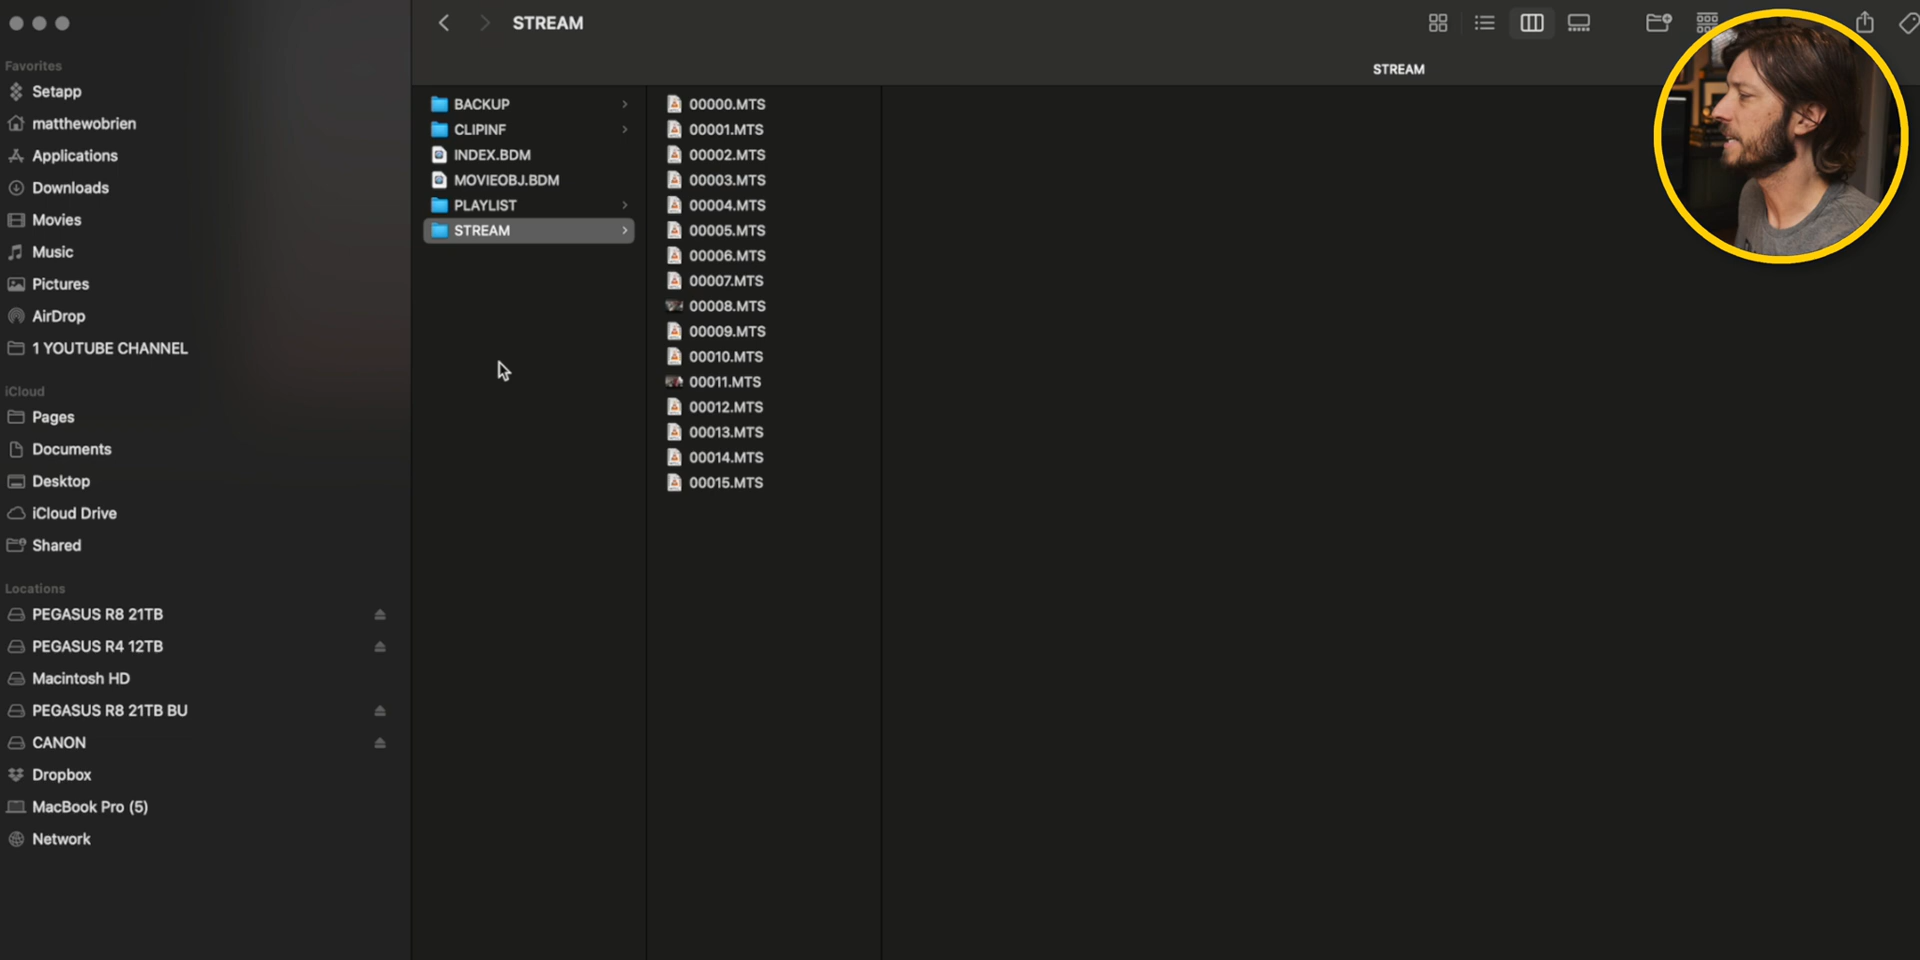 STREAM
STREAM
Favorites
Setapp
matthewobrien
Applications
Downloads
Movies
Music
Pictures
AirDrop
1 YOUTUBE CHANNEL
iCloud
Pages
Documents
Desktop
iCloud Drive
Shared
Locations
PEGASUS R8 21TB
PEGASUS R4 12TB
Macintosh HD
PEGASUS R8 21TB BU
CANON
Dropbox
MacBook Pro (5)
Network
BACKUP
CLIPINF
INDEX.BDM
MOVIEOBJ.BDM
PLAYLIST
STREAM
00000.MTS
00001.MTS
00002.MTS
00003.MTS
00004.MTS
00005.MTS
00006.MTS
00007.MTS
00008.MTS
00009.MTS
00010.MTS
00011.MTS
00012.MTS
00013.MTS
00014.MTS
00015.MTS